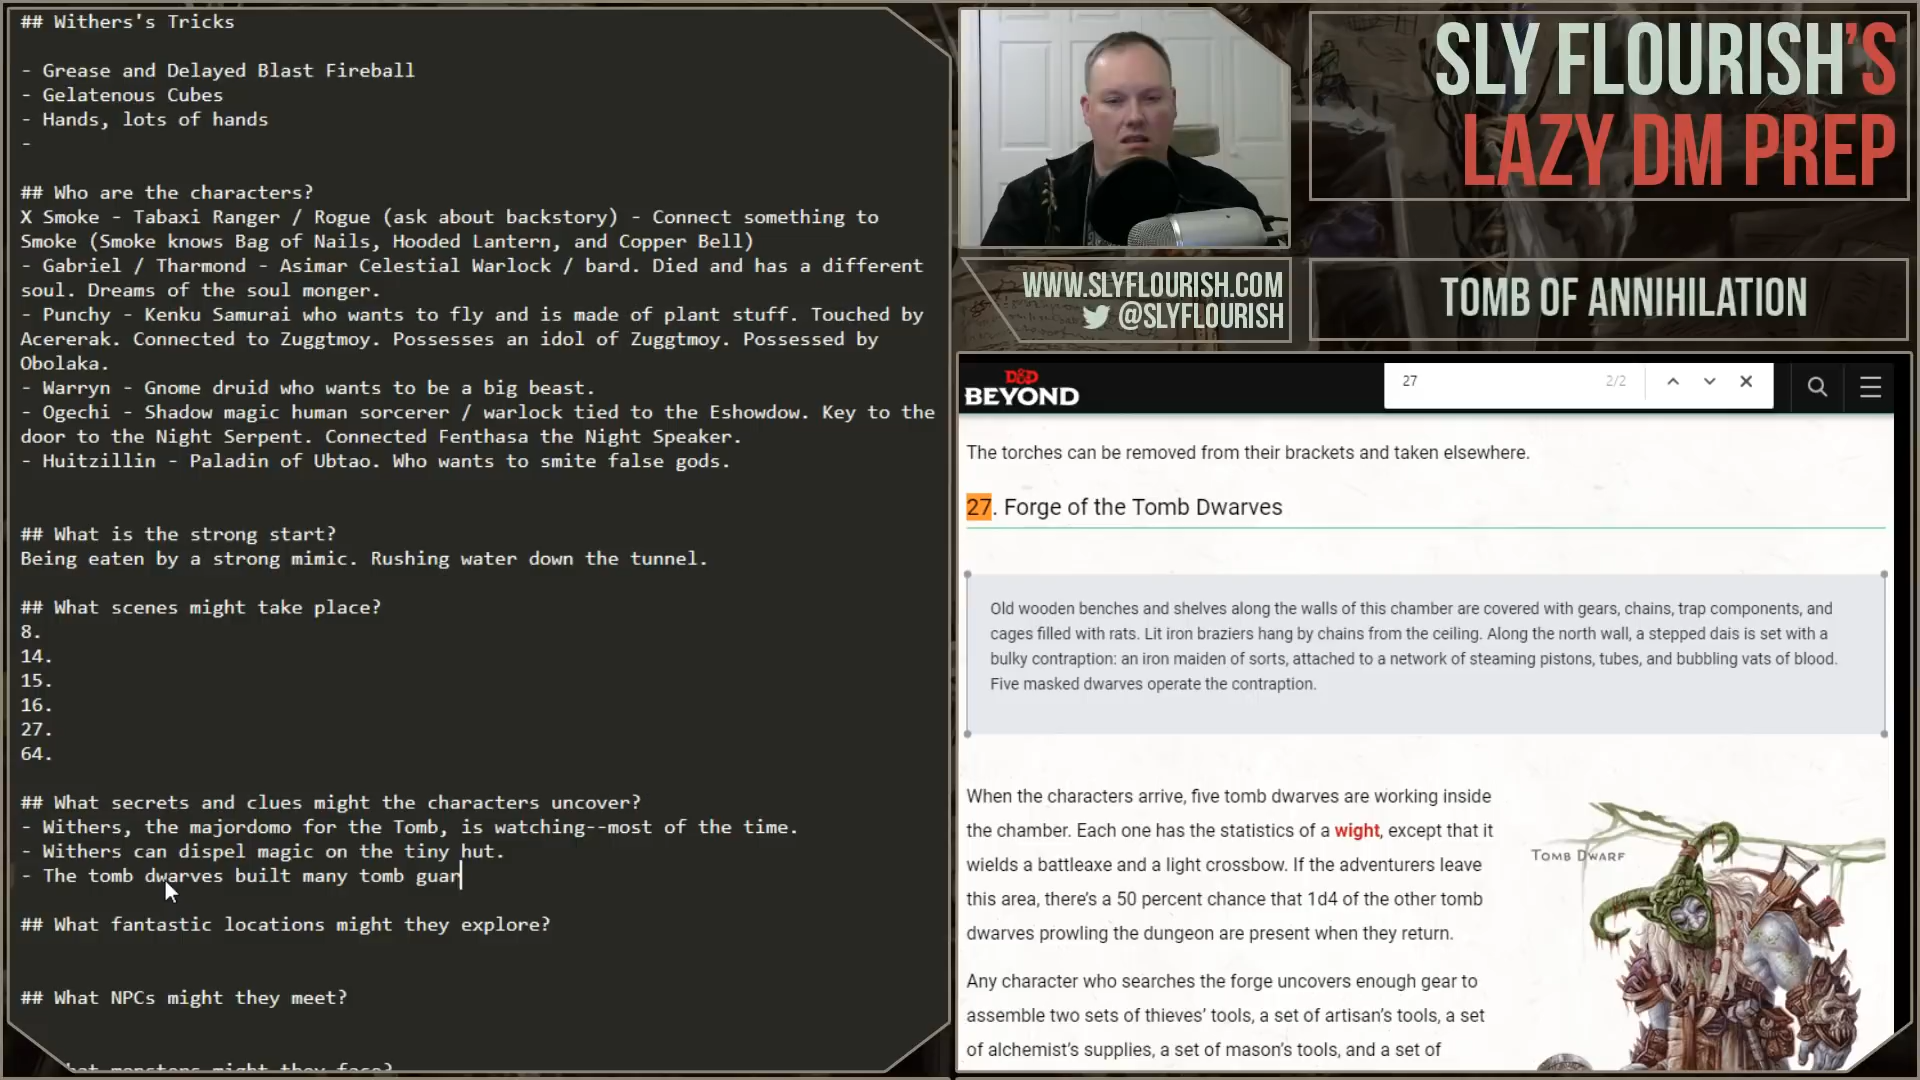 ## Withers's Tricks
- Grease and Delayed Blast Fireball
- Gelatenous Cubes
- Hands, lots of hands
-
## Who are the characters?
X Smoke - Tabaxi Ranger / Rogue (ask about backstory) - Connect something to
Smoke (Smoke knows Bag of Nails, Hooded Lantern, and Copper Bell)
- Gabriel / Tharmond - Asimar Celestial Warlock / bard. Died and has a different
soul. Dreams of the soul monger.
- Punchy - Kenku Samurai who wants to fly and is made of plant stuff. Touched by
Acererak. Connected to Zuggtmoy. Possesses an idol of Zuggtmoy. Possessed by
Obolaka.
- Warryn - Gnome druid who wants to be a big beast.
- Ogechi - Shadow magic human sorcerer / warlock tied to the Eshowdow. Key to the
door to the Night Serpent. Connected Fenthasa the Night Speaker.
- Huitzillin - Paladin of Ubtao. Who wants to smite false gods.
## What is the strong start?
Being eaten by a strong mimic. Rushing water down the tunnel.
## What scenes might take place?
8.
14.
15.
16.
27.
64.
## What secrets and clues might the characters uncover?
- Withers, the majordomo for the Tomb, is watching--most of the time.
- Withers can dispel magic on the tiny hut.
- The tomb dwarves built many tomb guar
## What fantastic locations might they explore?
## What NPCs might they meet?
hat monsters might they face?
SLY FLOURISH'S
LAZY DM PREP
WWW.SLYFLOURISH.COM
@SLYFLOURISH
TOMB OF ANNIHILATION
D&D
BEYOND
27
2/2
The torches can be removed from their brackets and taken elsewhere.
27. Forge of the Tomb Dwarves
Old wooden benches and shelves along the walls of this chamber are covered with gears, chains, trap components, and
cages filled with rats. Lit iron braziers hang by chains from the ceiling. Along the north wall, a stepped dais is set with a
bulky contraption: an iron maiden of sorts, attached to a network of steaming pistons, tubes, and bubbling vats of blood.
Five masked dwarves operate the contraption.
When the characters arrive, five tomb dwarves are working inside
the chamber. Each one has the statistics of a wight, except that it
wields a battleaxe and a light crossbow. If the adventurers leave
this area, there's a 50 percent chance that 1d4 of the other tomb
dwarves prowling the dungeon are present when they return.
Any character who searches the forge uncovers enough gear to
assemble two sets of thieves' tools, a set of artisan's tools, a set
of alchemist's supplies, a set of mason's tools, and a set of
TOMB DWARF